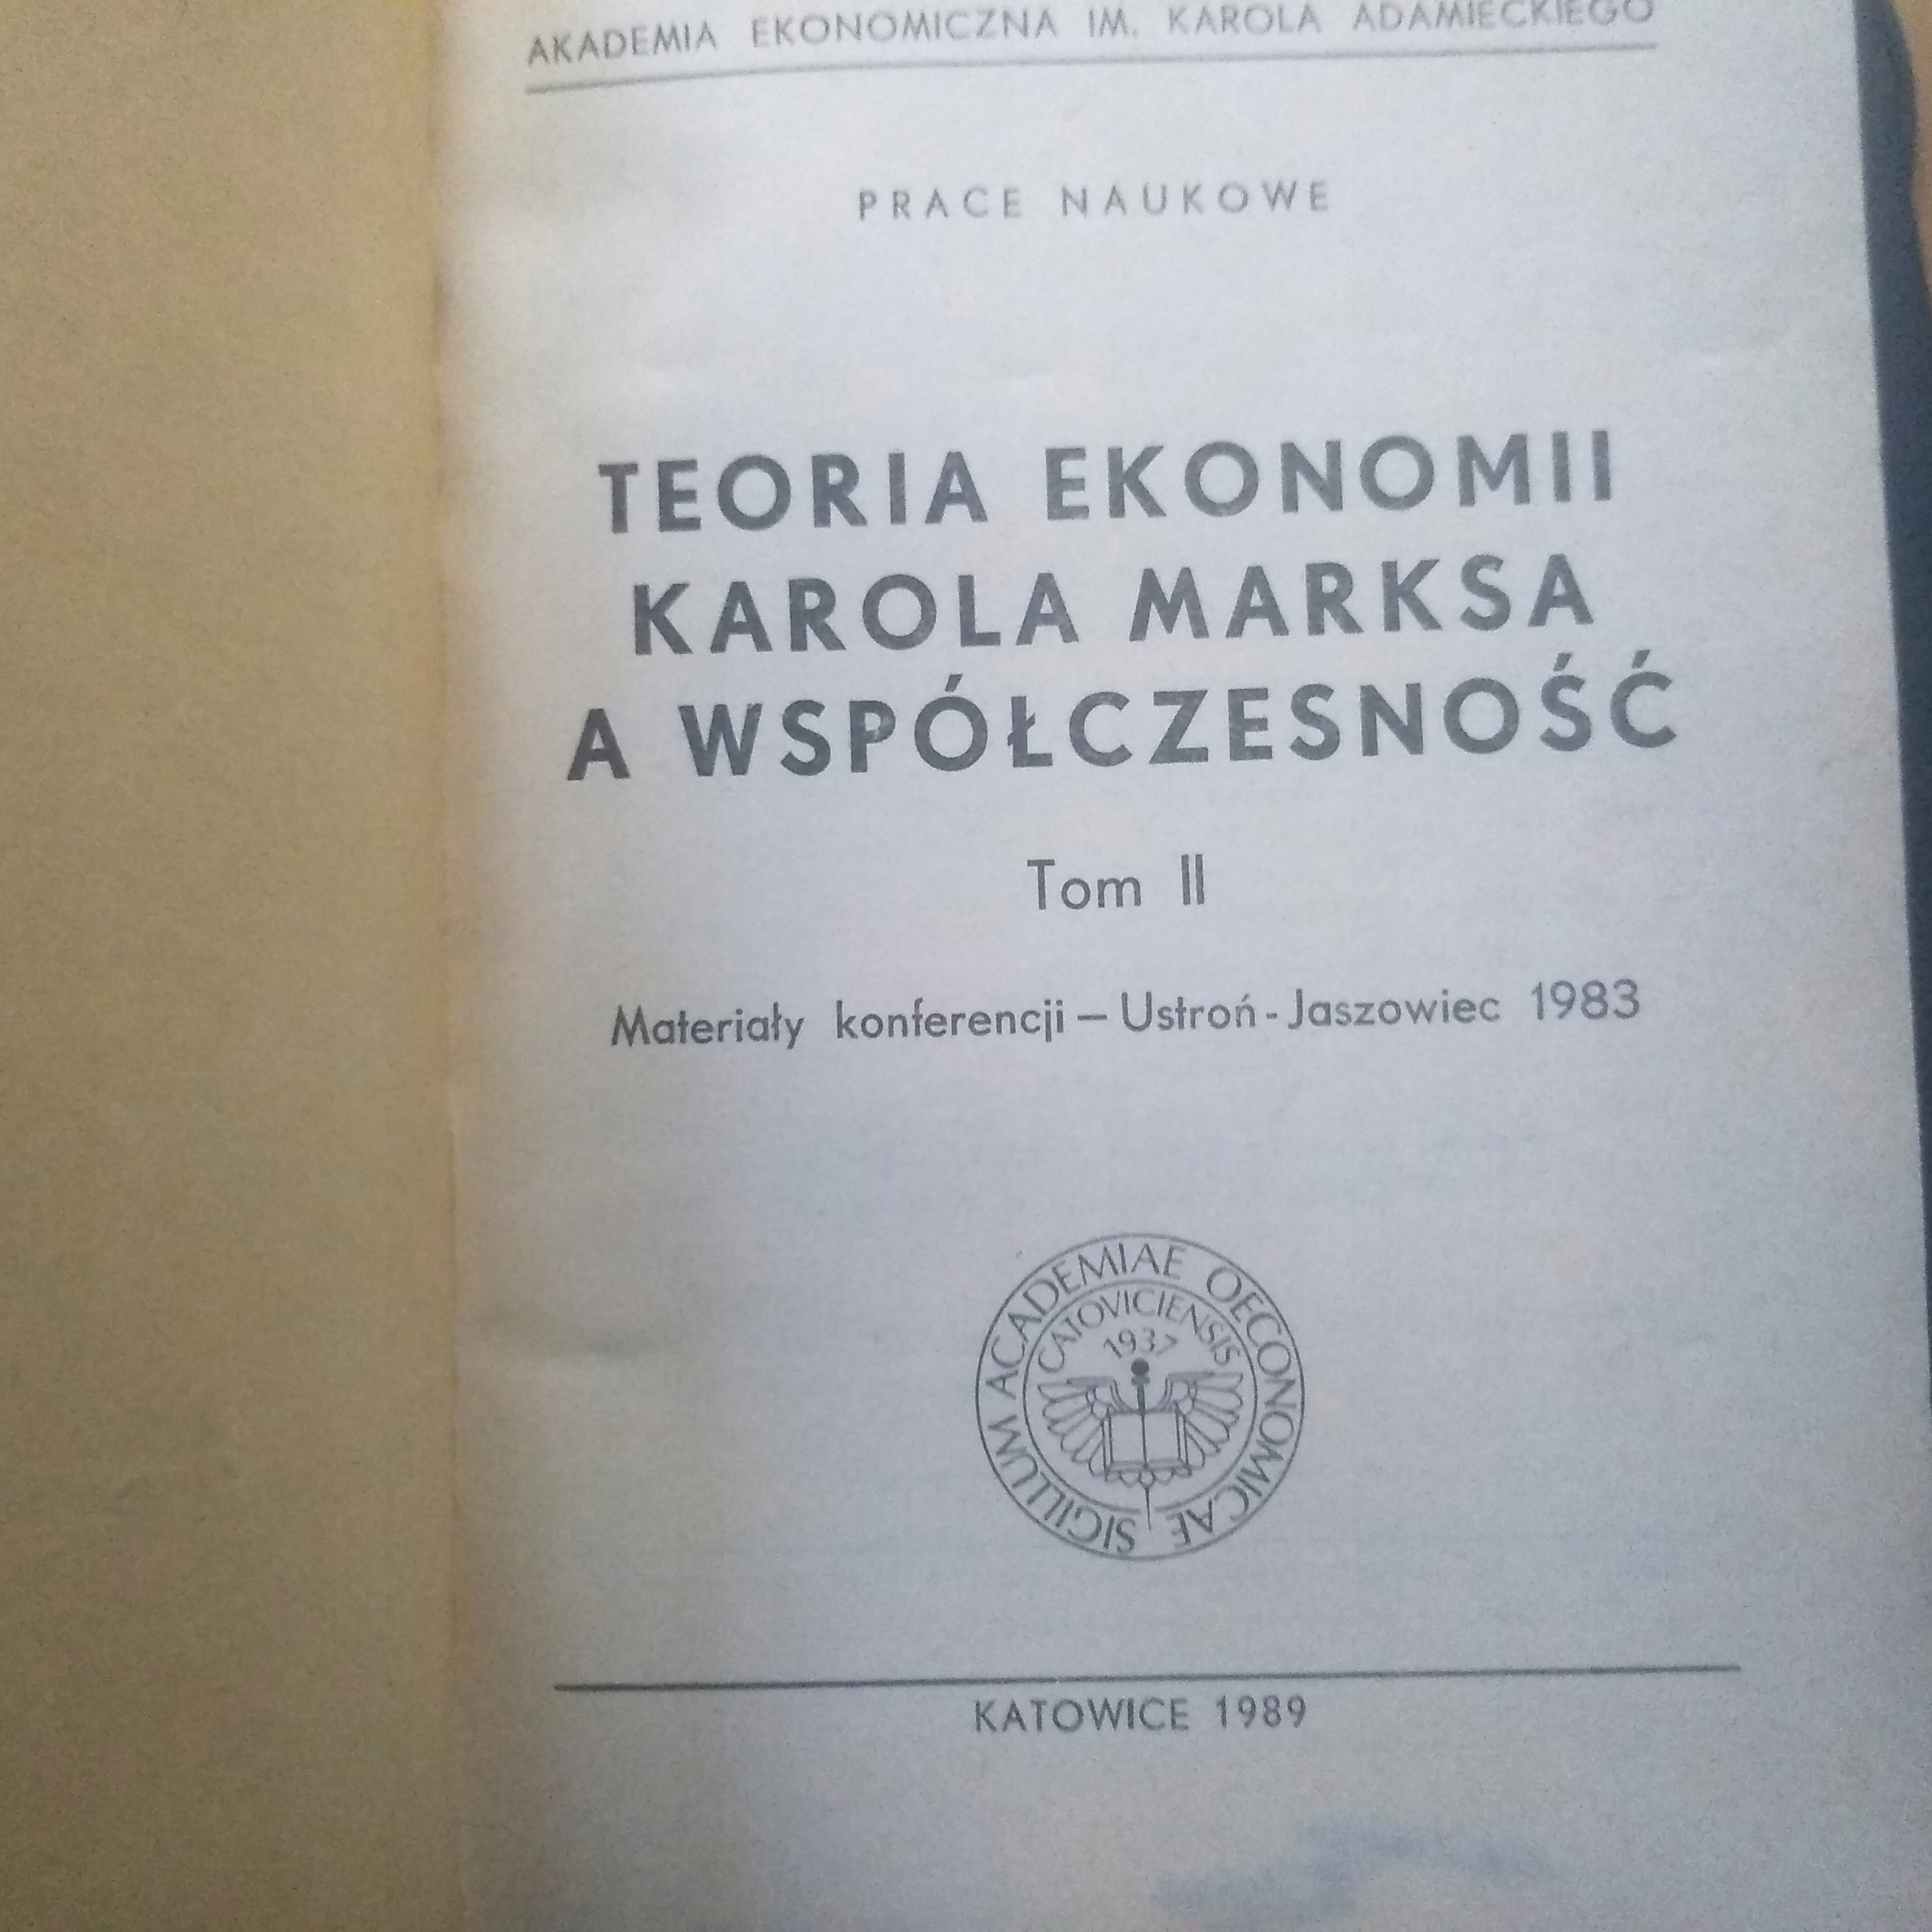 AKADEMIA EKONOMICZNA IM. KAROLA ADAMIECKIEGO
PRACE NAUKOWE
TEORIA EKONOMII
KAROLA MARKSA
A WSPÓŁCZESNOŚĆ
Tom II
Materiały konferencji – Ustroń-Jaszowiec 1983
SIGILLUM ACADEMIAE OECONOMICAE
CATOVICIENSIS
1937
KATOWICE 1989